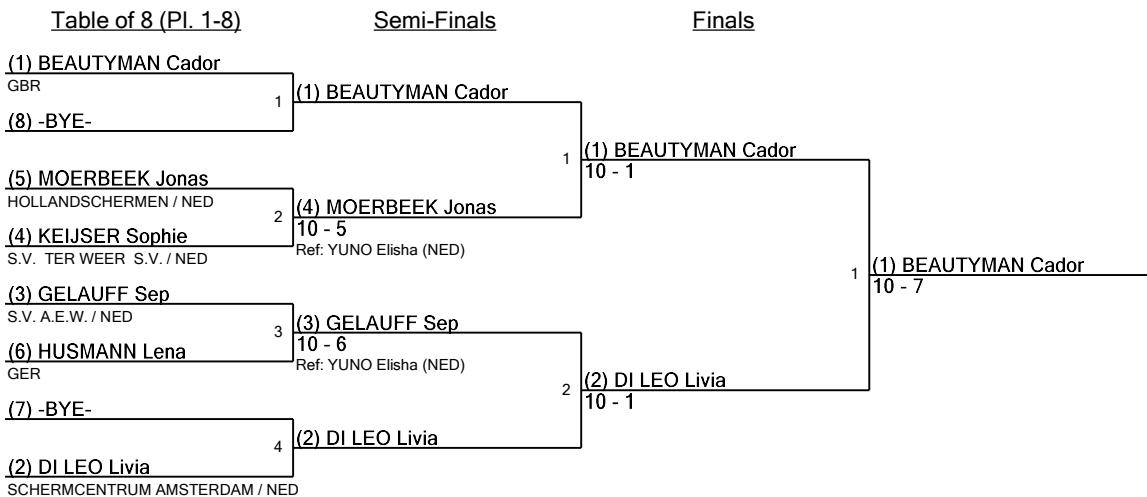 Table of 8 (Pl. 1-8)
Semi-Finals
Finals
(1) BEAUTYMAN Cador
GBR
1
(8) -BYE-
(5) MOERBEEK Jonas
HOLLANDSCHERMEN / NED
2
(4) KEIJSER Sophie
S.V. TER WEER S.V. / NED
(3) GELAUFF Sep
S.V. A.E.W. / NED
3
(6) HUSMANN Lena
GER
(7) -BYE-
4
(2) DI LEO Livia
SCHERMCENTRUM AMSTERDAM / NED
(1) BEAUTYMAN Cador
1
(4) MOERBEEK Jonas
10 - 5
Ref: YUNO Elisha (NED)
(3) GELAUFF Sep
10 - 6
Ref: YUNO Elisha (NED)
2
(2) DI LEO Livia
(1) BEAUTYMAN Cador
10 - 1
1
(2) DI LEO Livia
10 - 1
(1) BEAUTYMAN Cador
10 - 7